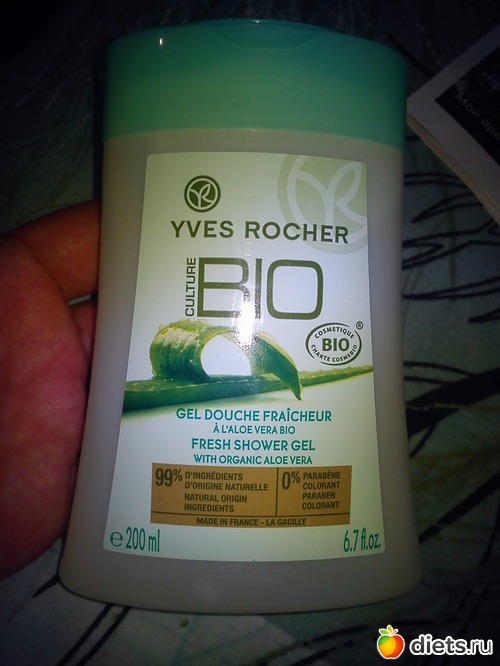 YVES ROCHER
CULTURE
BIO
COSMETIQUE
BIO
CHARTE COSMEBIO
®
GEL DOUCHE FRAÎCHEUR
À L'ALOE VERA BIO
FRESH SHOWER GEL
WITH ORGANIC ALOE VERA
99% D'INGRÉDIENTS
D'ORIGINE NATURELLE
NATURAL ORIGIN
INGREDIENTS
0% PARABÈNE
COLORANT
PARABEN
COLORANT
MADE IN FRANCE - LA GACILLY
e 200 ml
6.7 fl.oz.
diets.ru